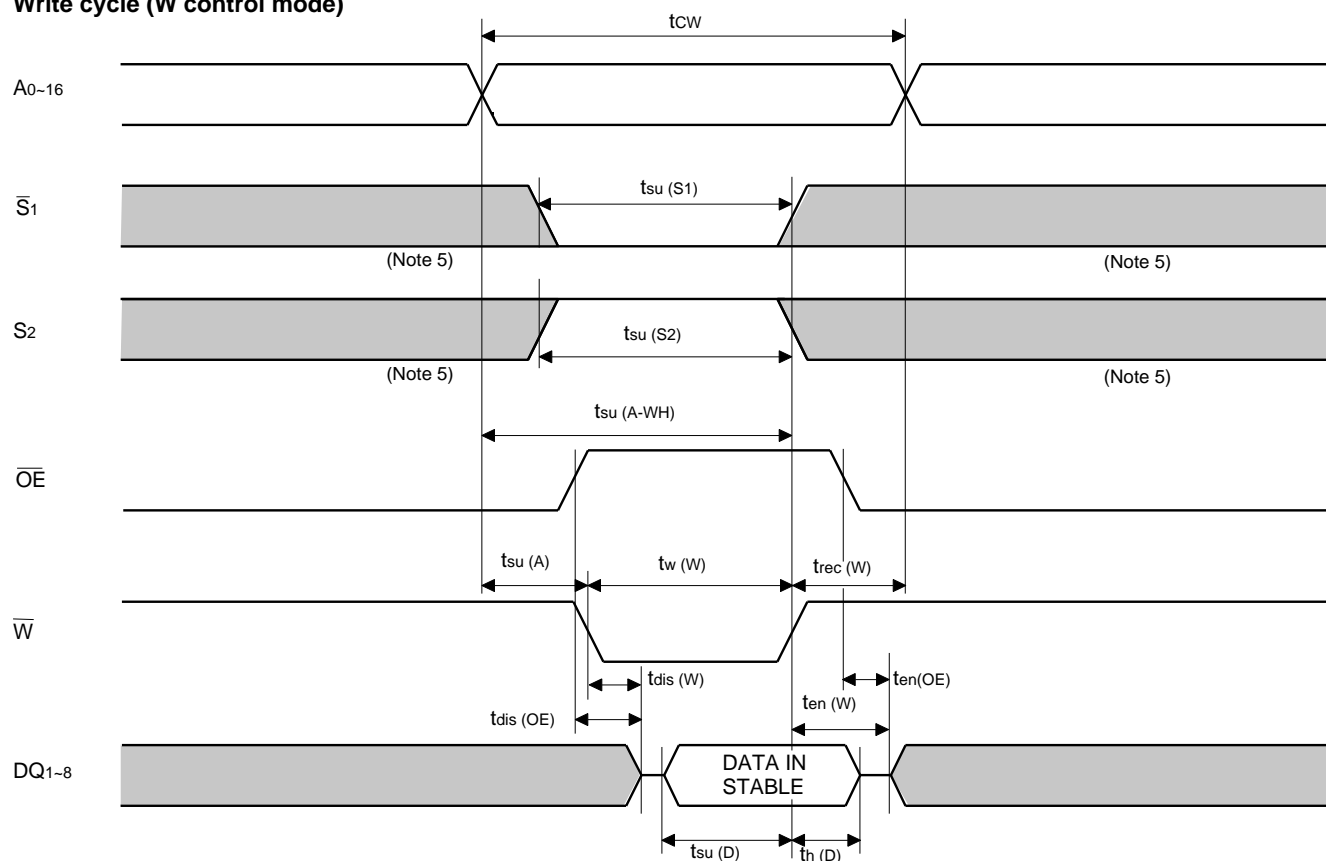 Write cycle (W control mode)
tCW
A0~16
S1
tsu (S1)
(Note 5)
(Note 5)
S2
tsu (S2)
(Note 5)
(Note 5)
tsu (A-WH)
OE
tsu (A)
tw (W)
trec (W)
W
tdis (W)
ten(OE)
tdis (OE)
ten (W)
DQ1~8
DATA IN
STABLE
tsu (D)
th (D)